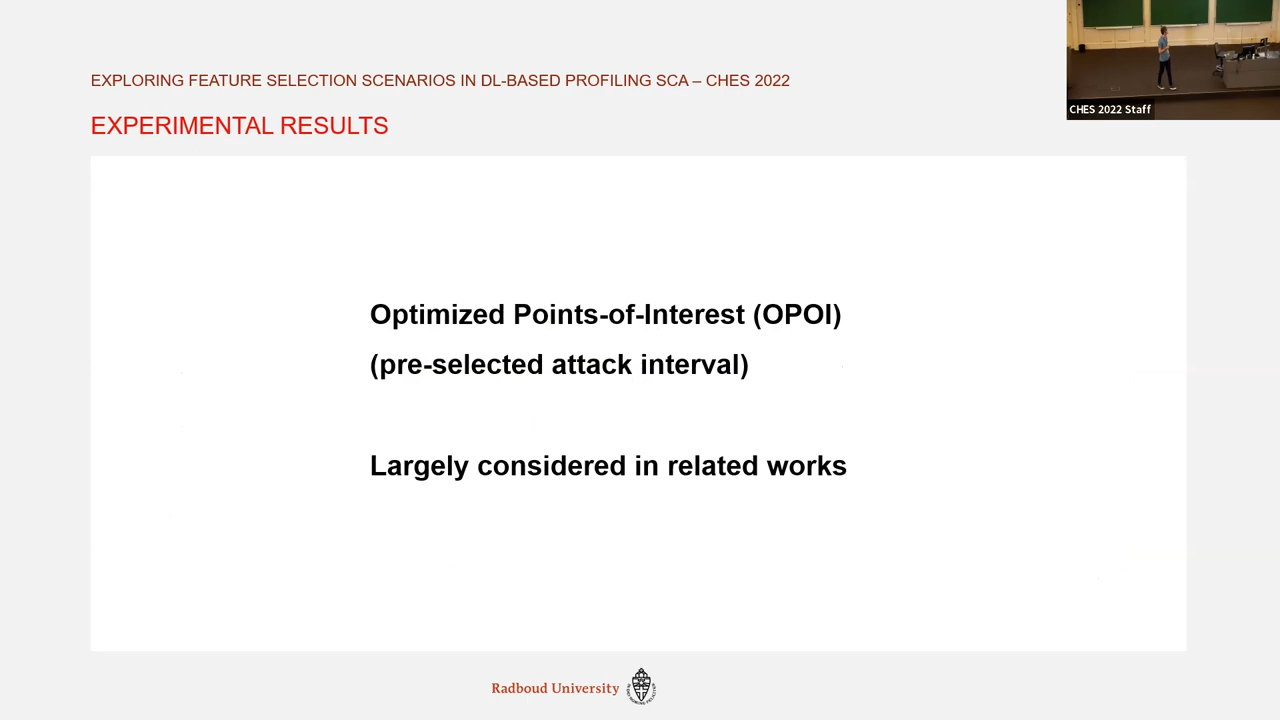 EXPLORING FEATURE SELECTION SCENARIOS IN DL-BASED PROFILING SCA – CHES 2022
CHES 2022 Staff
EXPERIMENTAL RESULTS
Optimized Points-of-Interest (OPOI)
(pre-selected attack interval)
Largely considered in related works
Radboud University